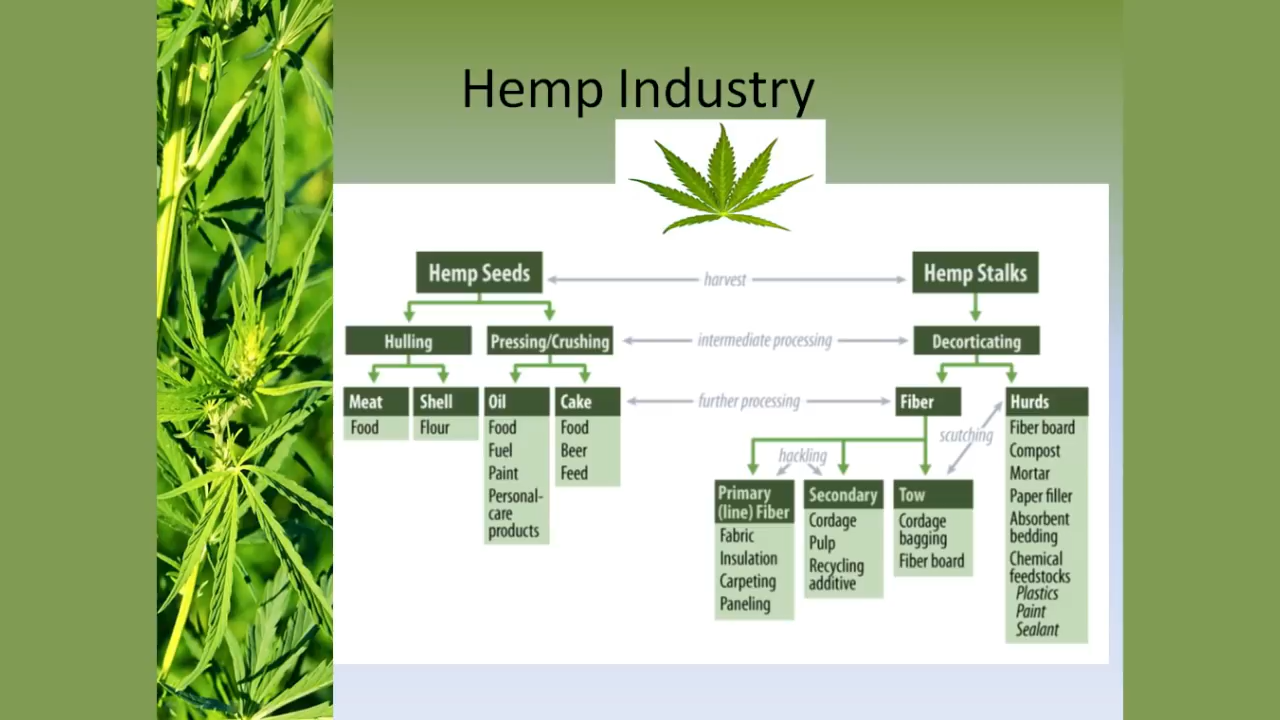 Hemp Industry
Hemp Seeds
harvest
Hemp Stalks
Hulling
Pressing/Crushing
intermediate processing
Decorticating
Meat
Food
Shell
Flour
Oil
Food
Fuel
Paint
Personal-
care
products
Cake
Food
Beer
Feed
further processing
Fiber
scutching
hackling
Primary
(line) Fiber
Fabric
Insulation
Carpeting
Paneling
Secondary
Cordage
Pulp
Recycling
additive
Tow
Cordage
bagging
Fiber board
Hurds
Fiber board
Compost
Mortar
Paper filler
Absorbent
bedding
Chemical
feedstocks
Plastics
Paint
Sealant